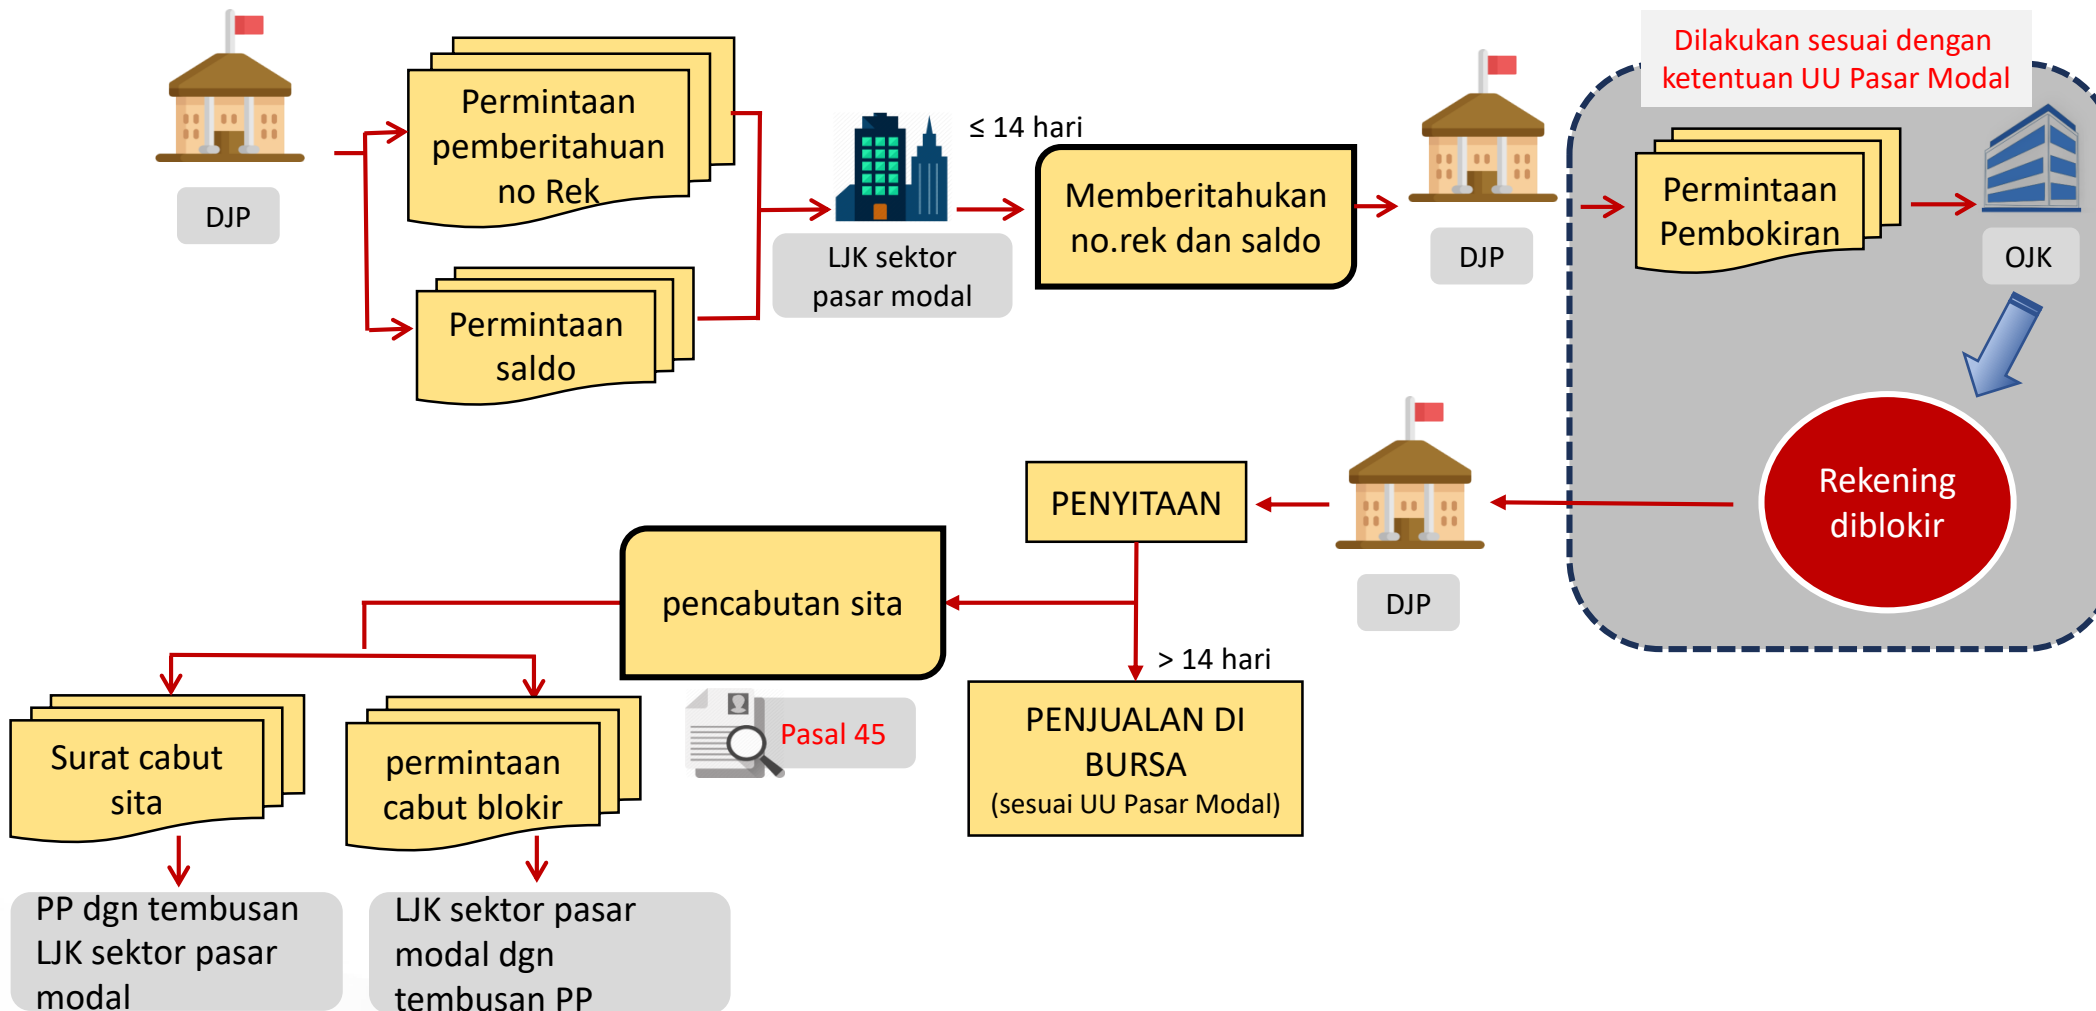 Dilakukan sesuai dengan
ketentuan UU Pasar Modal
Permintaan
pemberitahuan
no Rek
DJP
Permintaan
saldo
LJK sektor
pasar modal
≤ 14 hari
Memberitahukan
no.rek dan saldo
DJP
Permintaan
Pembokiran
OJK
Rekening
diblokir
DJP
PENYITAAN
pencabutan sita
Pasal 45
> 14 hari
PENJUALAN DI
BURSA
(sesuai UU Pasar Modal)
Surat cabut
sita
permintaan
cabut blokir
PP dgn tembusan
LJK sektor pasar
modal
LJK sektor pasar
modal dgn
tembusan PP